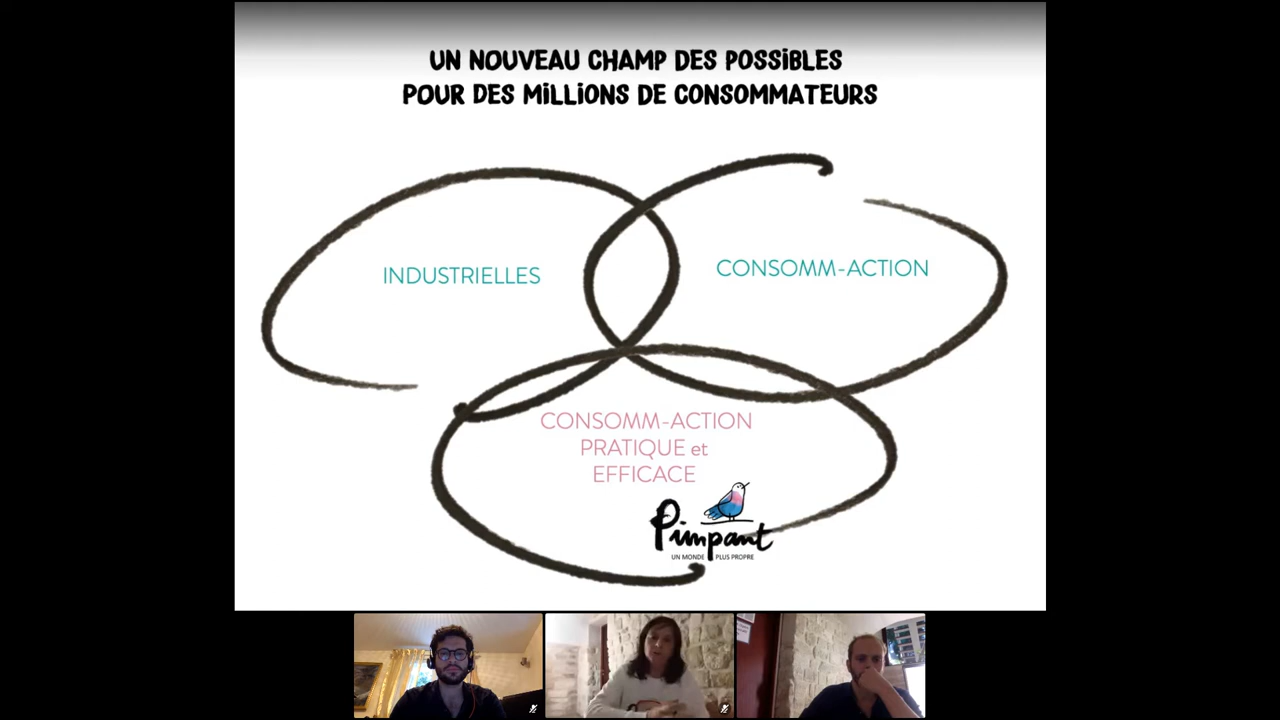 UN NOUVEAU CHAMP DES POSSIBLES
POUR DES MILLIONS DE CONSOMMATEURS
INDUSTRIELLES
CONSOMM-ACTION
CONSOMM-ACTION
PRATIQUE et
EFFICACE
Pimpant
UN MONDE PLUS PROPRE